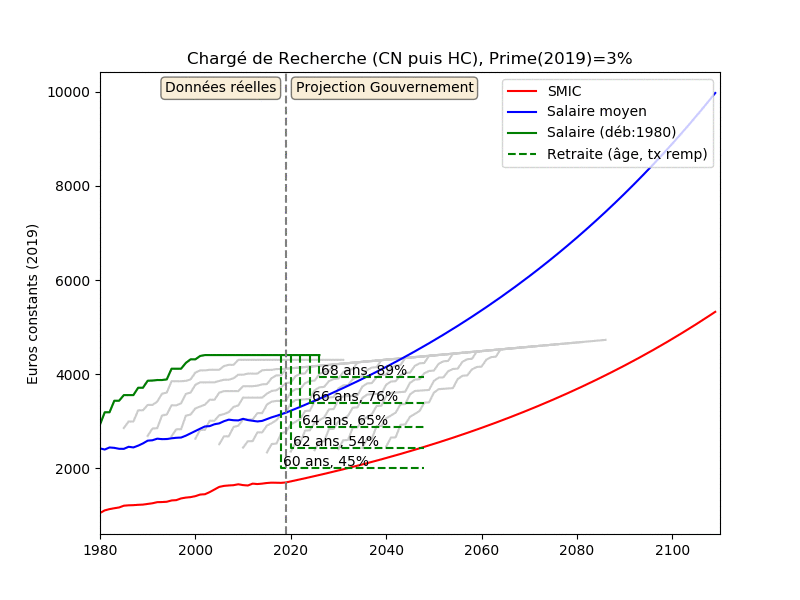 Chargé de Recherche (CN puis HC), Prime(2019)=3%
Données réelles
Projection Gouvernement
SMIC
Salaire moyen
Salaire (déb:1980)
Retraite (âge, tx remp)
Euros constants (2019)
10000
8000
6000
4000
2000
68 ans, 89%
66 ans, 76%
64 ans, 65%
62 ans, 54%
60 ans, 45%
1980
2000
2020
2040
2060
2080
2100